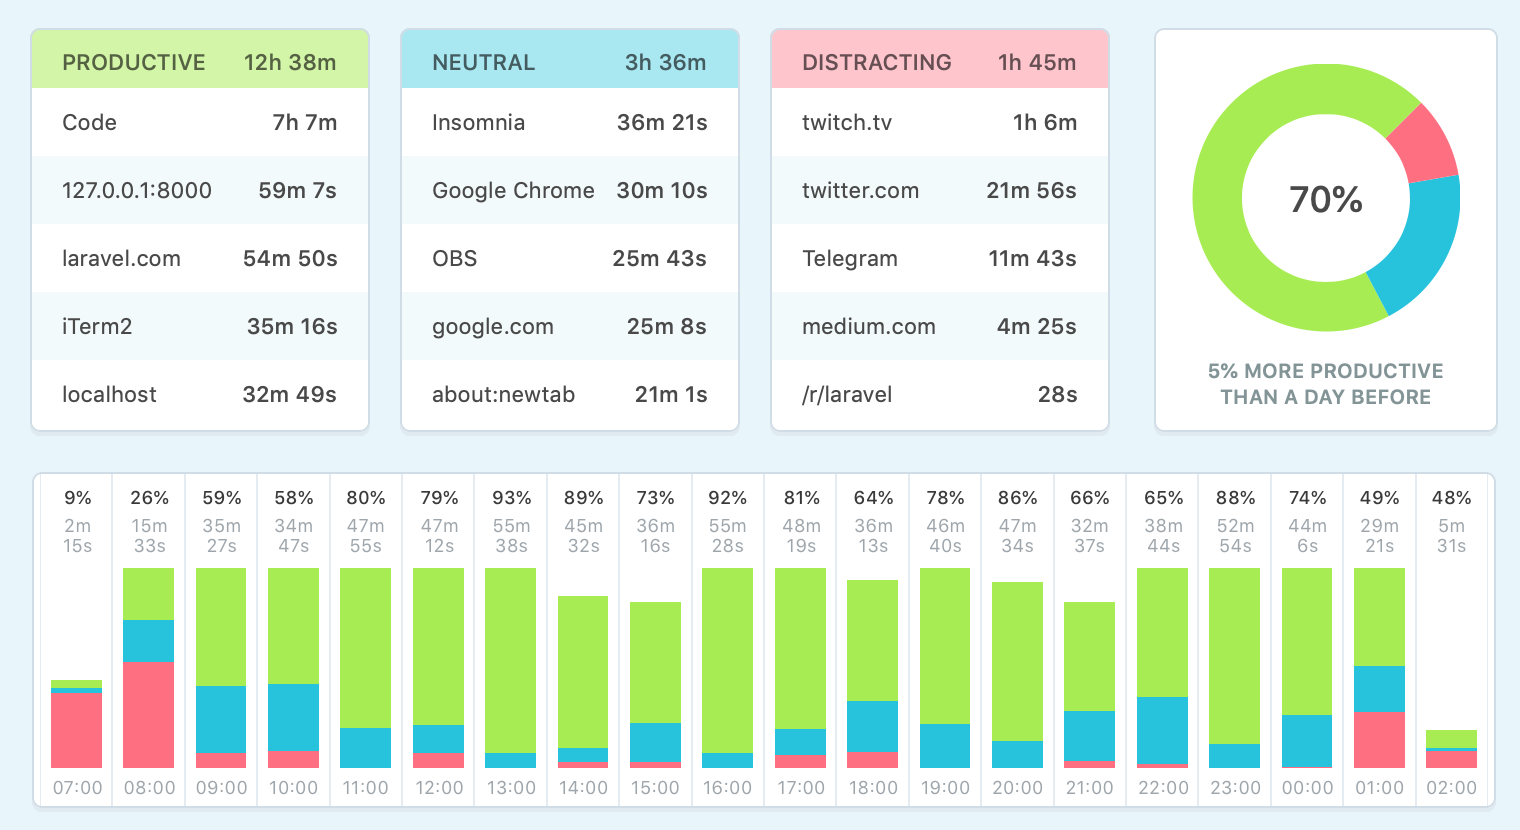 PRODUCTIVE 12h 38m
Code 7h 7m
127.0.0.1:8000 59m 7s
laravel.com 54m 50s
iTerm2 35m 16s
localhost 32m 49s
NEUTRAL 3h 36m
Insomnia 36m 21s
Google Chrome 30m 10s
OBS 25m 43s
google.com 25m 8s
about:newtab 21m 1s
DISTRACTING 1h 45m
twitch.tv 1h 6m
twitter.com 21m 56s
Telegram 11m 43s
medium.com 4m 25s
/r/laravel 28s
70%
5% MORE PRODUCTIVE
THAN A DAY BEFORE
9% 26% 59% 58% 80% 79% 93% 89% 73% 92% 81% 64% 78% 86% 66% 65% 88% 74% 49% 48%
2m 15m 35m 34m 47m 47m 55m 45m 36m 55m 48m 36m 46m 47m 32m 38m 52m 44m 29m 5m
15s 33s 27s 47s 55s 12s 38s 32s 16s 28s 19s 13s 40s 34s 37s 44s 54s 6s 21s 31s
07:00 08:00 09:00 10:00 11:00 12:00 13:00 14:00 15:00 16:00 17:00 18:00 19:00 20:00 21:00 22:00 23:00 00:00 01:00 02:00